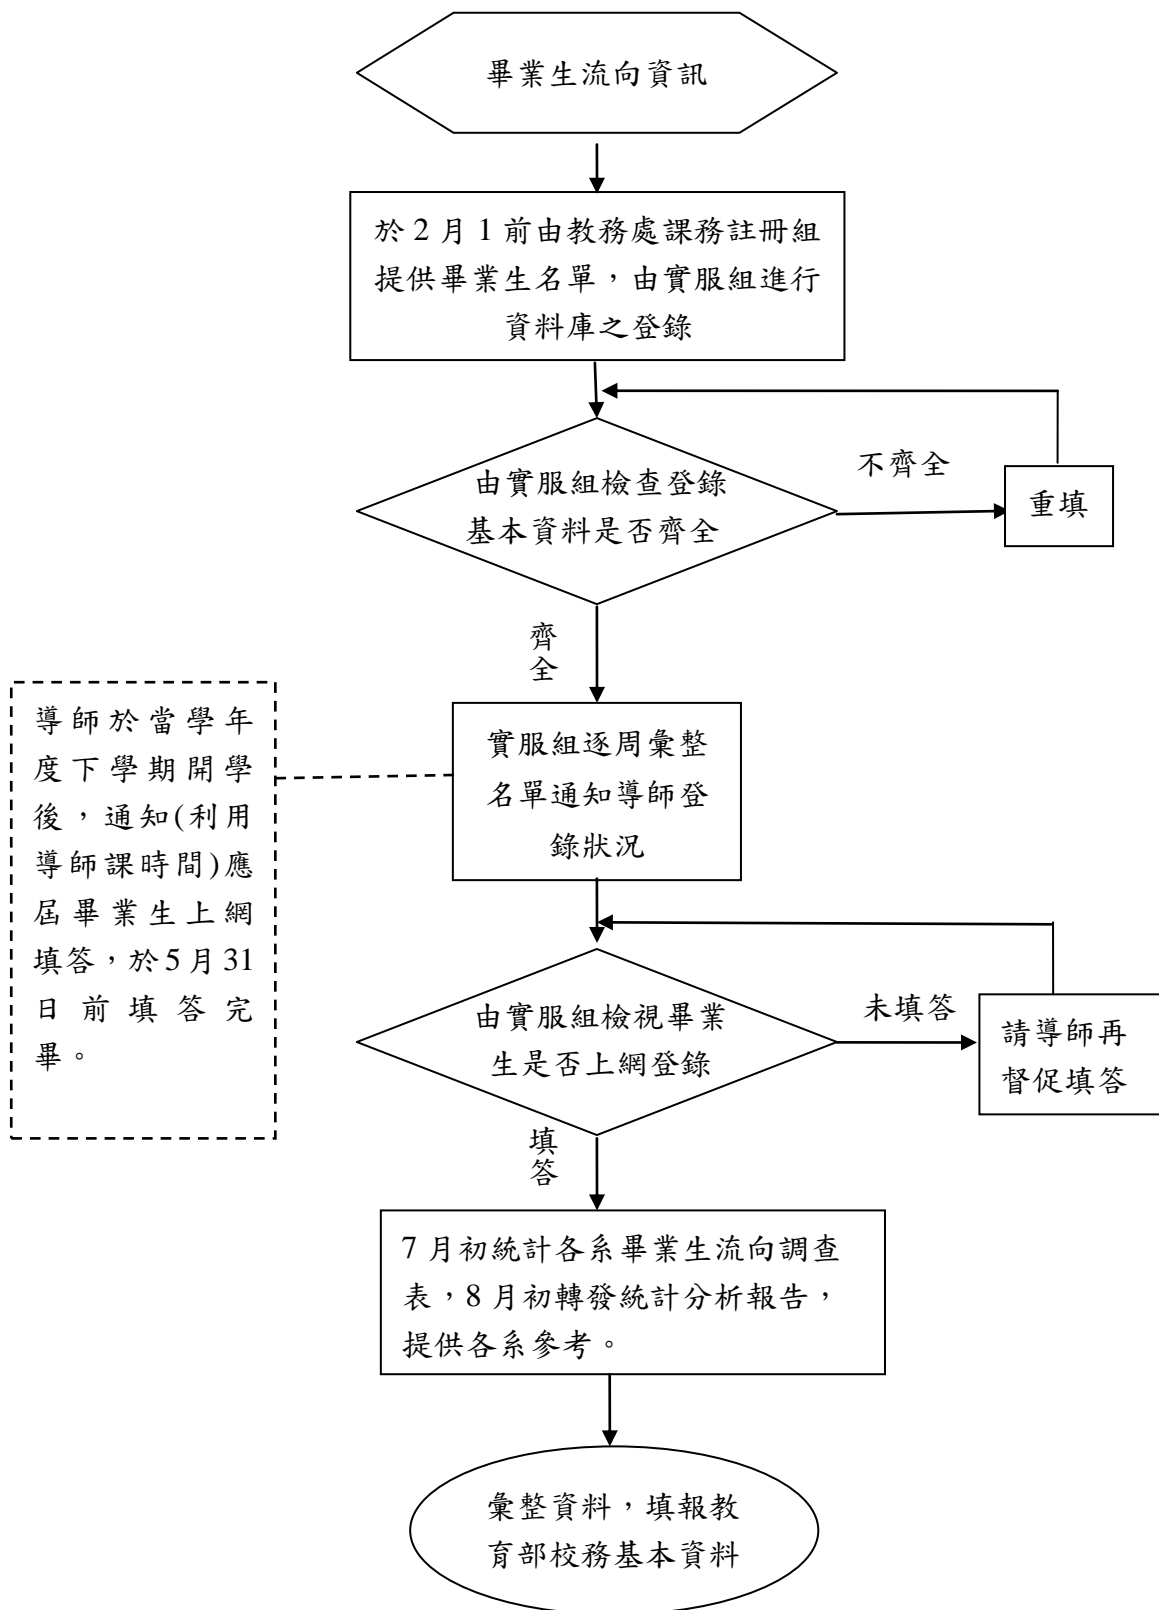 畢業生流向資訊
於 2 月 1 前由教務處課務註冊組
提供畢業生名單，由實服組進行
資料庫之登錄
由實服組檢查登錄
基本資料是否齊全
不齊全
重填
齊
全
導師於當學年
度下學期開學
後，通知(利用
導師課時間)應
屆畢業生上網
填答，於 5 月 31
日前填答完
畢。
實服組逐周彙整
名單通知導師登
錄狀況
由實服組檢視畢業
生是否上網登錄
未填答
請導師再
督促填答
填
答
7 月初統計各系畢業生流向調查
表，8 月初轉發統計分析報告，
提供各系參考。
彙整資料，填報教
育部校務基本資料